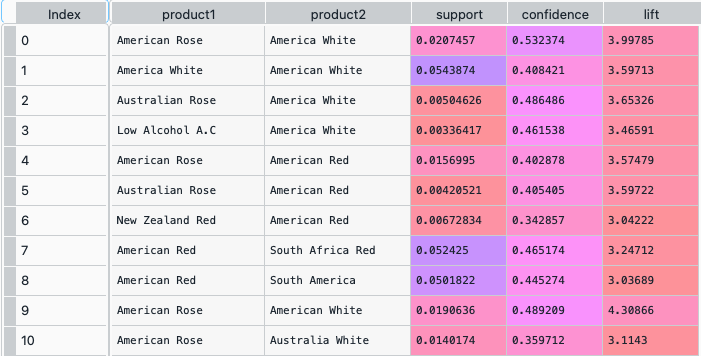 Index product1 product2 support confidence lift
0 American Rose America White 0.0207457 0.532374 3.99785
1 America White American White 0.0543874 0.408421 3.59713
2 Australian Rose America White 0.00504626 0.486486 3.65326
3 Low Alcohol A.C America White 0.00336417 0.461538 3.46591
4 American Rose American Red 0.0156995 0.402878 3.57479
5 Australian Rose American Red 0.00420521 0.405405 3.59722
6 New Zealand Red American Red 0.00672834 0.342857 3.04222
7 American Red South Africa Red 0.052425 0.465174 3.24712
8 American Red South America 0.0501822 0.445274 3.03689
9 American Rose American White 0.0190636 0.489209 4.30866
10 American Rose Australia White 0.0140174 0.359712 3.1143